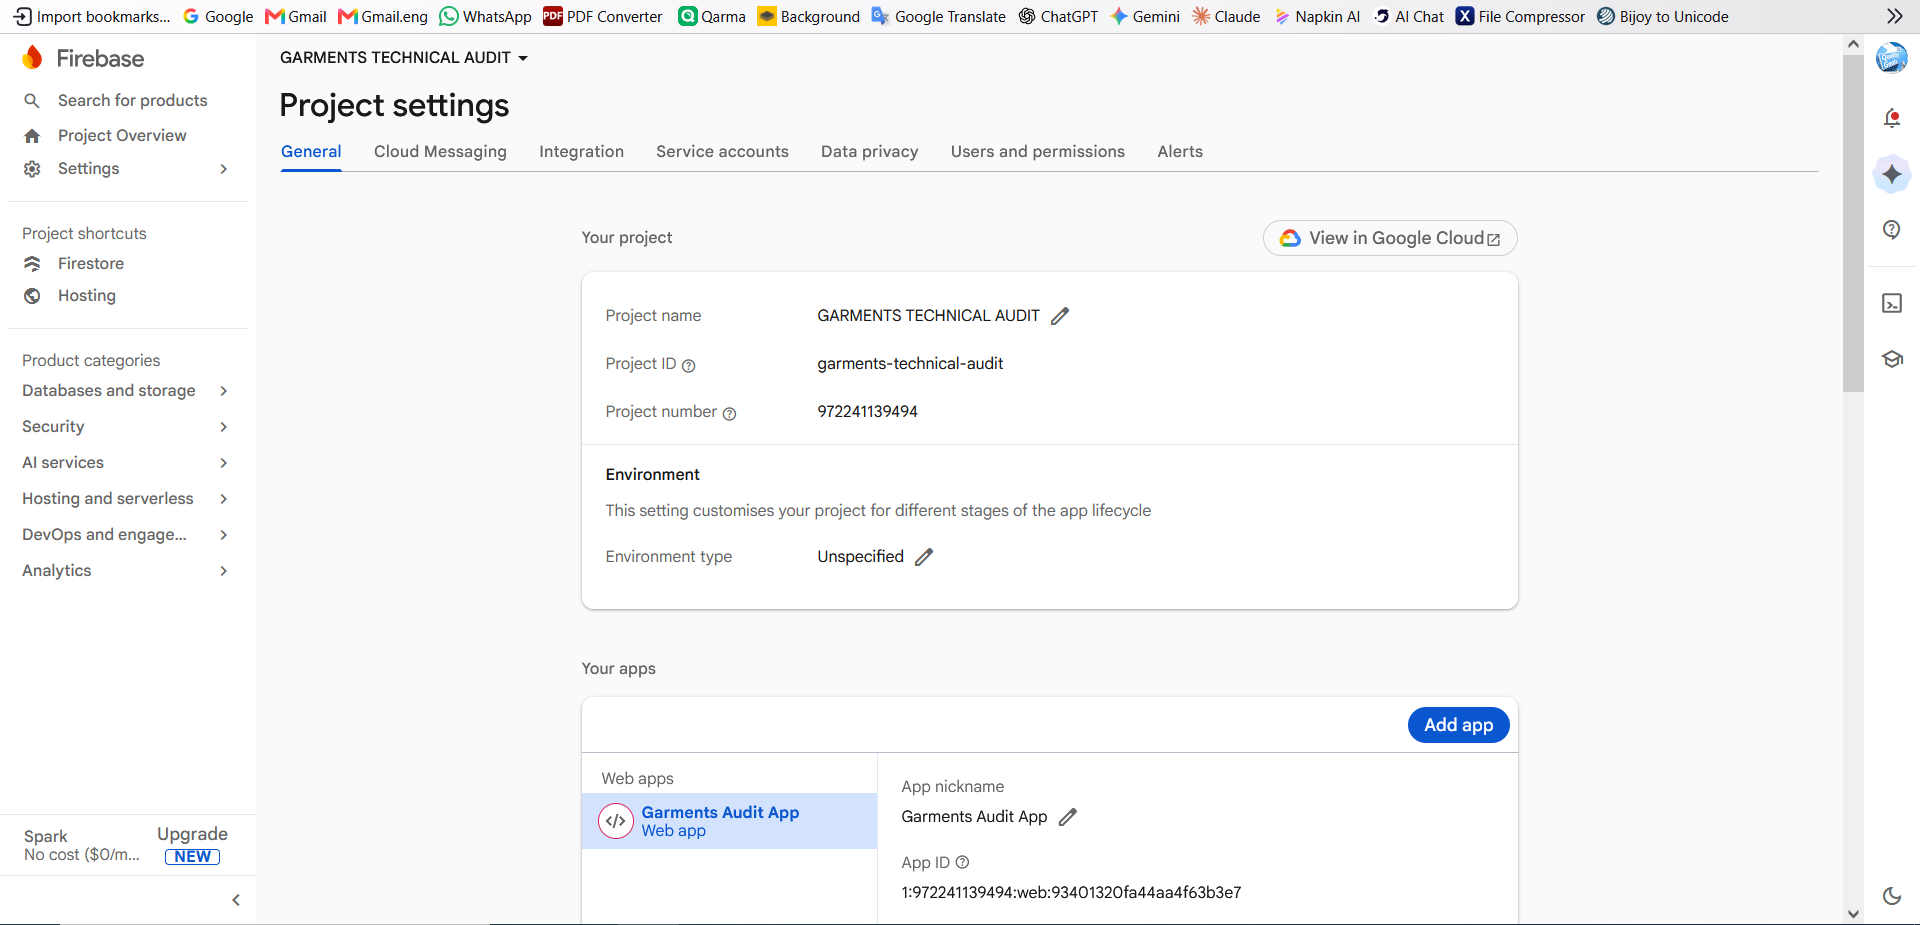 Import bookmarks... Google Gmail Gmail.eng WhatsApp PDF PDF Converter Qarma Background Google Translate ChatGPT Gemini Claude Napkin AI AI Chat X File Compressor Bijoy to Unicode
Firebase
Search for products
Project Overview
Settings
Project shortcuts
Firestore
Hosting
Product categories
Databases and storage
Security
AI services
Hosting and serverless
DevOps and engage...
Analytics
Spark
No cost ($0/m...
Upgrade
NEW
GARMENTS TECHNICAL AUDIT
Project settings
General Cloud Messaging Integration Service accounts Data privacy Users and permissions Alerts
Your project
View in Google Cloud
Project name GARMENTS TECHNICAL AUDIT
Project ID garments-technical-audit
Project number 972241139494
Environment
This setting customises your project for different stages of the app lifecycle
Environment type Unspecified
Your apps
Add app
Web apps
Garments Audit App
Web app
App nickname
Garments Audit App
App ID
1:972241139494:web:93401320fa44aa4f63b3e7